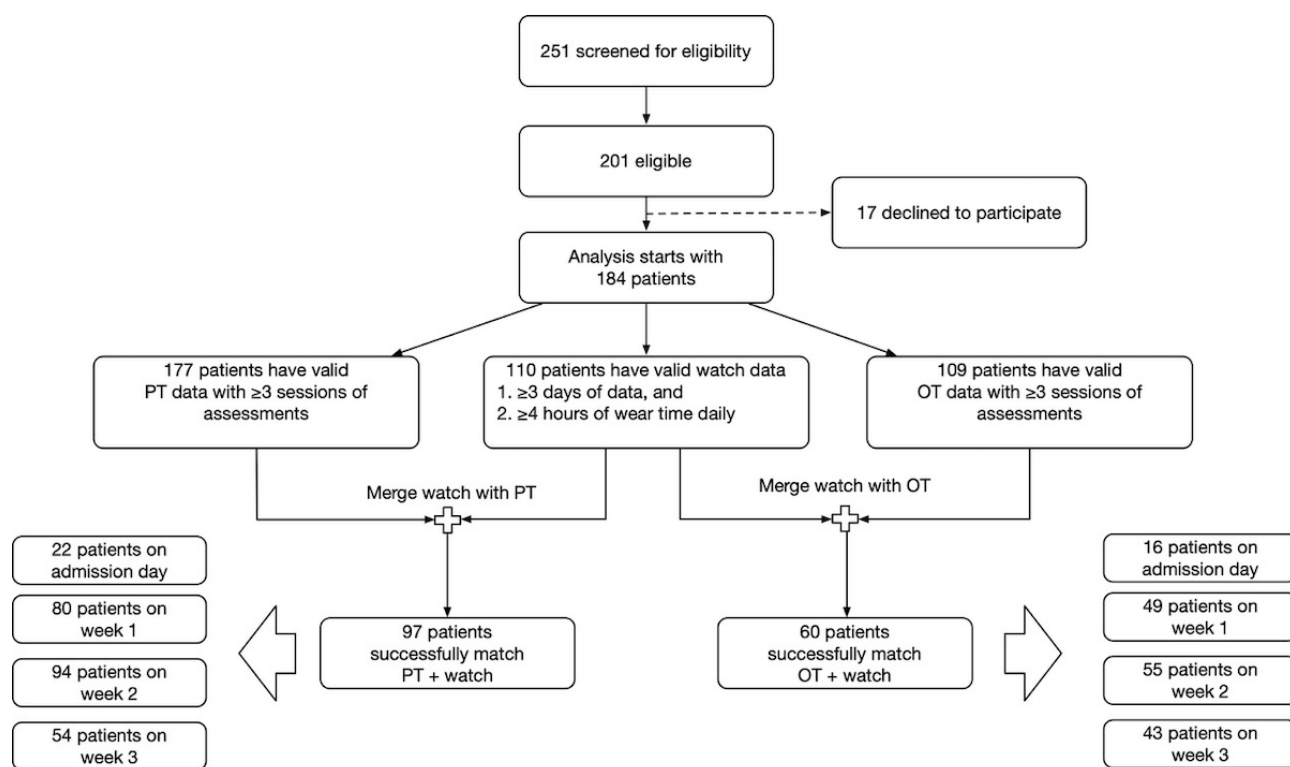 251 screened for eligibility
201 eligible
17 declined to participate
Analysis starts with
184 patients
177 patients have valid
PT data with ≥3 sessions of
assessments
110 patients have valid watch data
1. ≥3 days of data, and
2. ≥4 hours of wear time daily
109 patients have valid
OT data with ≥3 sessions of
assessments
Merge watch with PT
Merge watch with OT
22 patients on
admission day
80 patients on
week 1
94 patients on
week 2
54 patients on
week 3
97 patients
successfully match
PT + watch
60 patients
successfully match
OT + watch
16 patients on
admission day
49 patients on
week 1
55 patients on
week 2
43 patients on
week 3